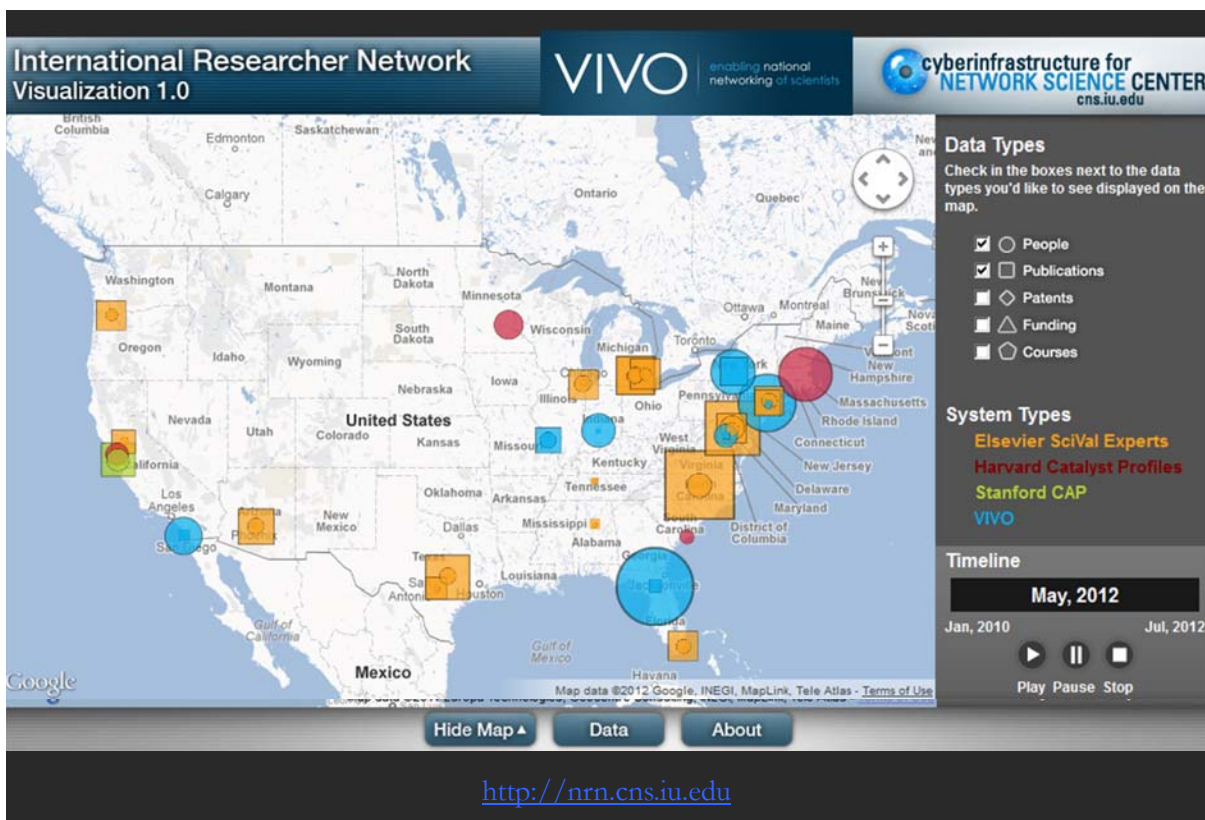 International Researcher Network
Visualization 1.0
VIVO
enabling national
networking of scientists
cyberinfrastructure for
NETWORK SCIENCE CENTER
cns.iu.edu
British
Columbia
Edmonton
Saskatchewan
Calgary
Ontario
Quebec
Washington
Montana
North
Dakota
Minnesota
Ottawa
Montreal
New
Brunswick
Maine
Oregon
Idaho
Wyoming
South
Dakota
Wisconsin
Michigan
Toronto
Vermont
New
Hampshire
Nebraska
Iowa
Illinois
Ohio
Massachusetts
Rhode Island
Nevada
Utah
United States
Colorado
Kansas
Indiana
West
Virginia
Connecticut
Kentucky
Virginia
New Jersey
Los
Angeles
Tennessee
Delaware
Maryland
Oklahoma
Arkansas
New
Mexico
Dallas
Mississippi
Alabama
South
Carolina
District of
Columbia
Louisiana
Houston
Georgia
Florida
Gulf of
California
Gulf of
Mexico
Mexico
Havana
Google
Map data ©2012 Google, INEGI, MapLink, Tele Atlas - Terms of Use
Data Types
Check in the boxes next to the data
types you'd like to see displayed on the
map.
People
Publications
Patents
Funding
Courses
System Types
Elsevier SciVal Experts
Harvard Catalyst Profiles
Stanford CAP
VIVO
Timeline
May, 2012
Jan, 2010
Jul, 2012
Play Pause Stop
Hide Map
Data
About
http://nrn.cns.iu.edu